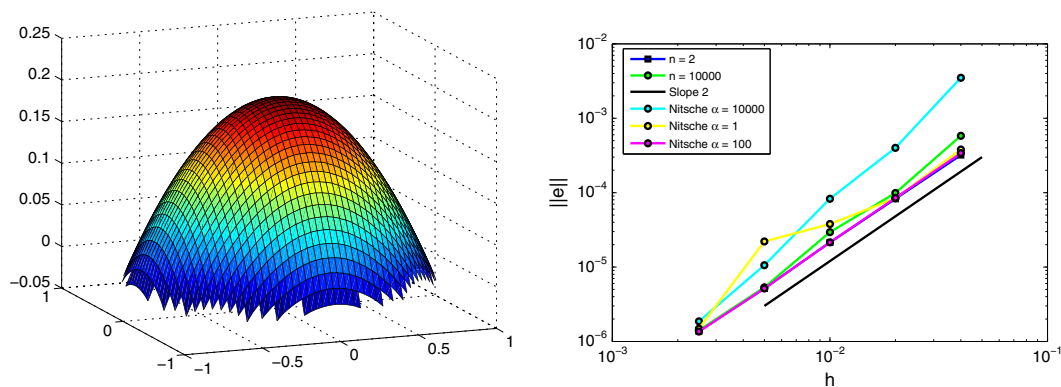 0.25
0.2
0.15
0.1
0.05
0
−0.05
1
0
−1
−1
−0.5
0
0.5
1
10⁻²
10⁻³
10⁻⁴
10⁻⁵
10⁻⁶
||e||
n = 2
n = 10000
Slope 2
Nitsche α = 10000
Nitsche α = 1
Nitsche α = 100
10⁻³
10⁻²
10⁻¹
h